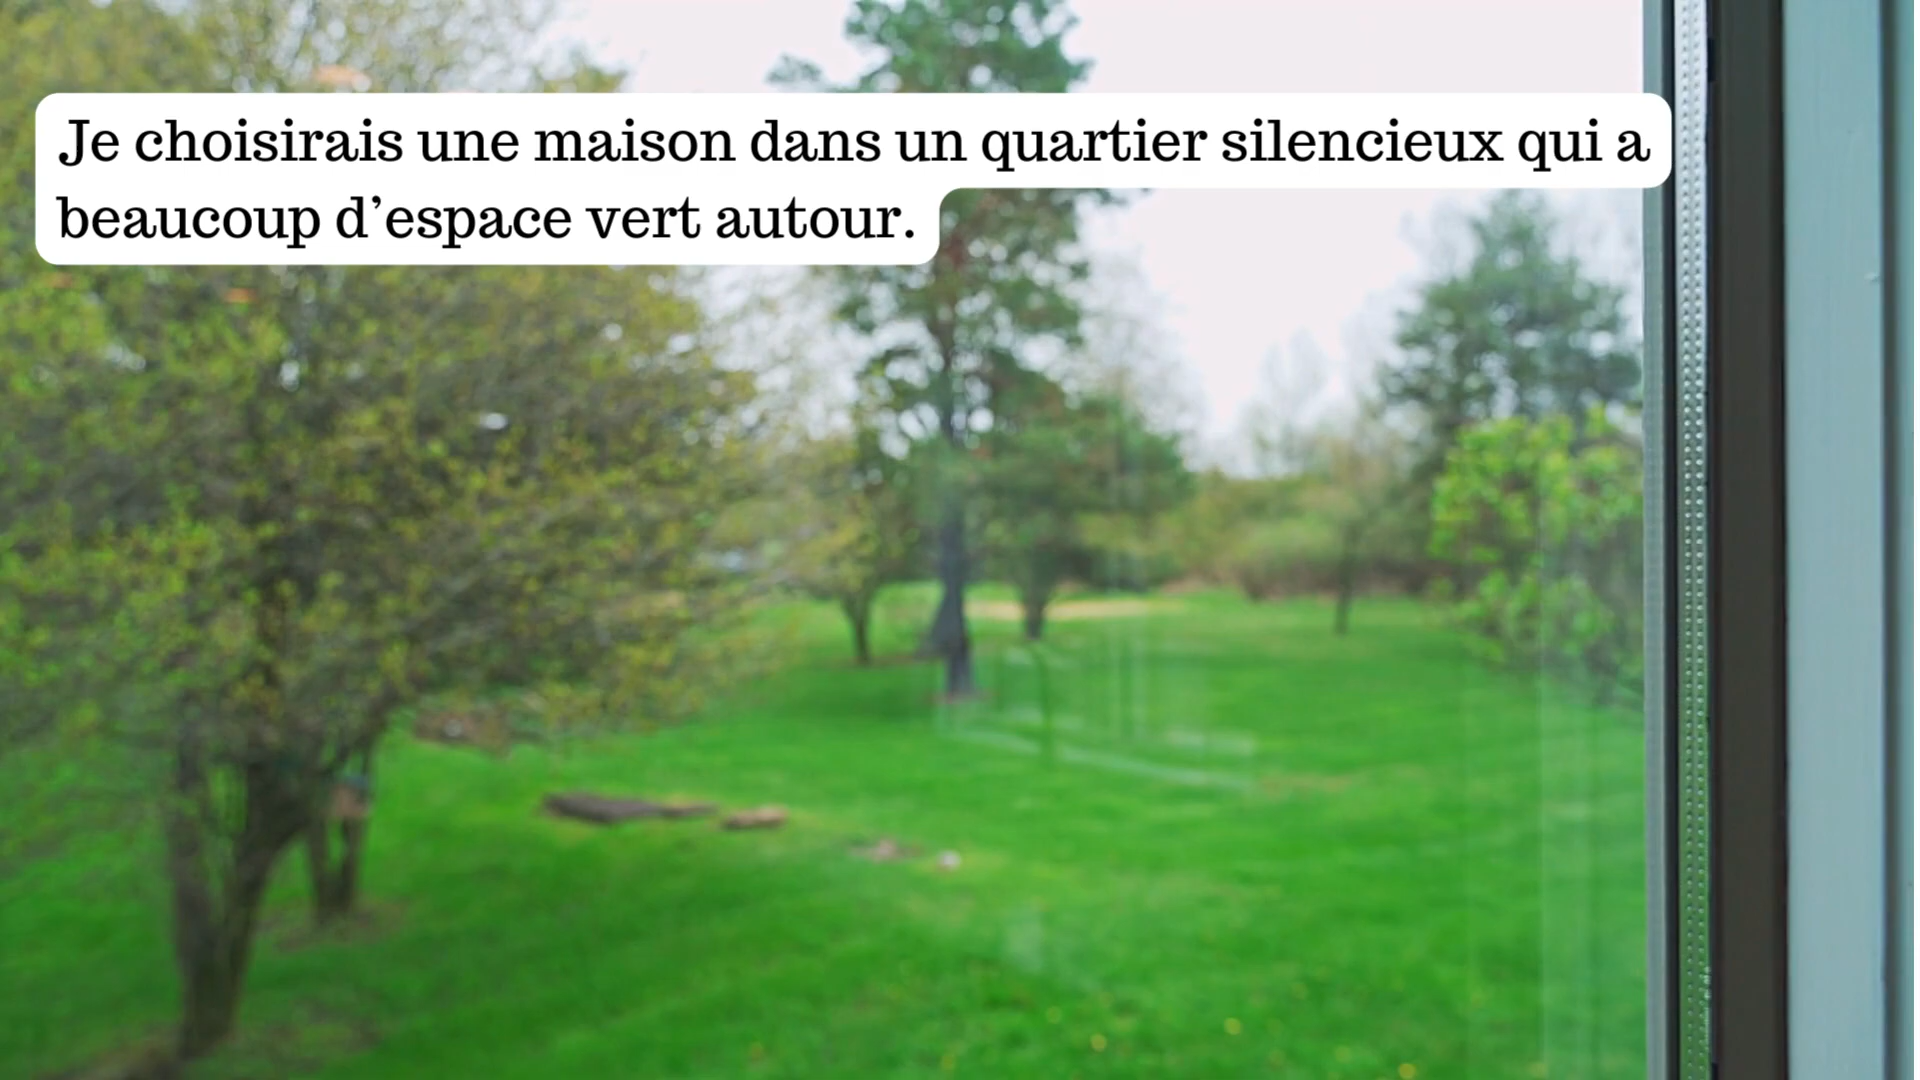 Je choisirais une maison dans un quartier silencieux qui a
beaucoup d’espace vert autour.